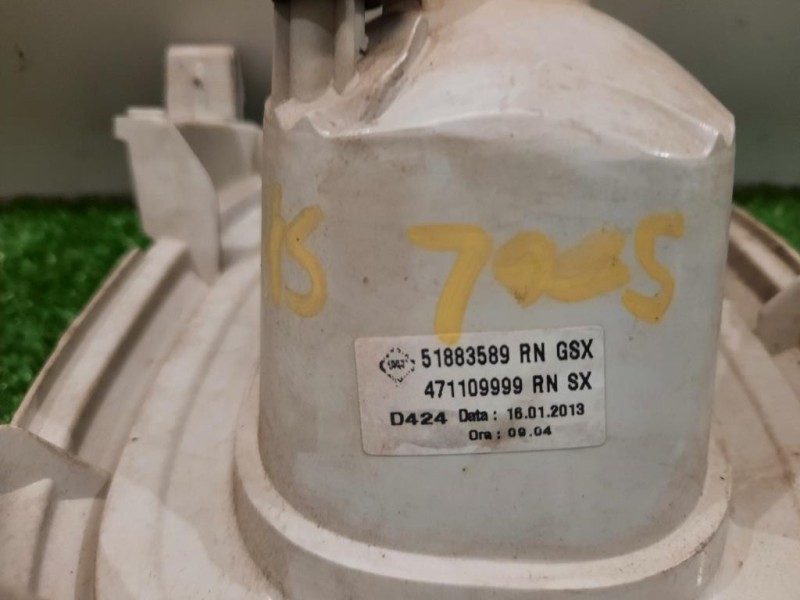 51883589 RN GSX
471109999 RN SX
D424 Data : 16.01.2013
Ora : 09.04